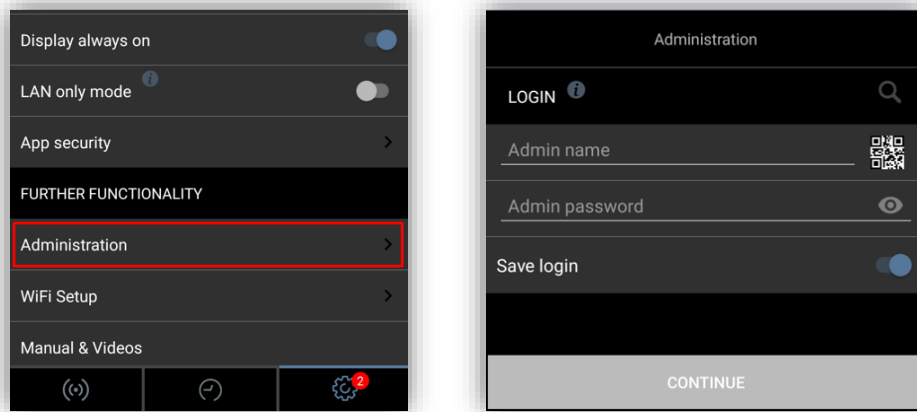 Display always on
LAN only mode i
App security
FURTHER FUNCTIONALITY
Administration
WiFi Setup
Manual & Videos
2
Administration
LOGIN i
Admin name
Admin password
Save login
CONTINUE